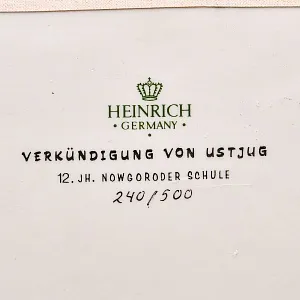 HEINRICH
• GERMANY •
VERKÜNDIGUNG VON USTJUG
12. JH. NOWGORODER SCHULE
240/500